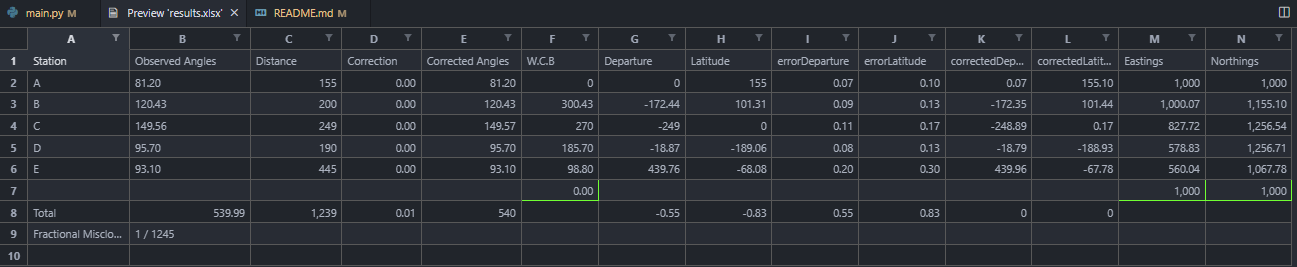 main.py M Preview 'results.xlsx' README.md M
A B C D E F G H I J K L M N
1 Station Observed Angles Distance Correction Corrected Angles W.C.B Departure Latitude errorDeparture errorLatitude correctedDep... correctedLatit... Eastings Northings
2 A 81.20 155 0.00 81.20 0 0 155 0.07 0.10 0.07 155.10 1,000 1,000
3 B 120.43 200 0.00 120.43 300.43 -172.44 101.31 0.09 0.13 -172.35 101.44 1,000.07 1,155.10
4 C 149.56 249 0.00 149.57 270 -249 0 0.11 0.17 -248.89 0.17 827.72 1,256.54
5 D 95.70 190 0.00 95.70 185.70 -18.87 -189.06 0.08 0.13 -18.79 -188.93 578.83 1,256.71
6 E 93.10 445 0.00 93.10 98.80 439.76 -68.08 0.20 0.30 439.96 -67.78 560.04 1,067.78
7 0.00 1,000 1,000
8 Total 539.99 1,239 0.01 540 -0.55 -0.83 0.55 0.83 0 0
9 Fractional Misclo... 1 / 1245
10